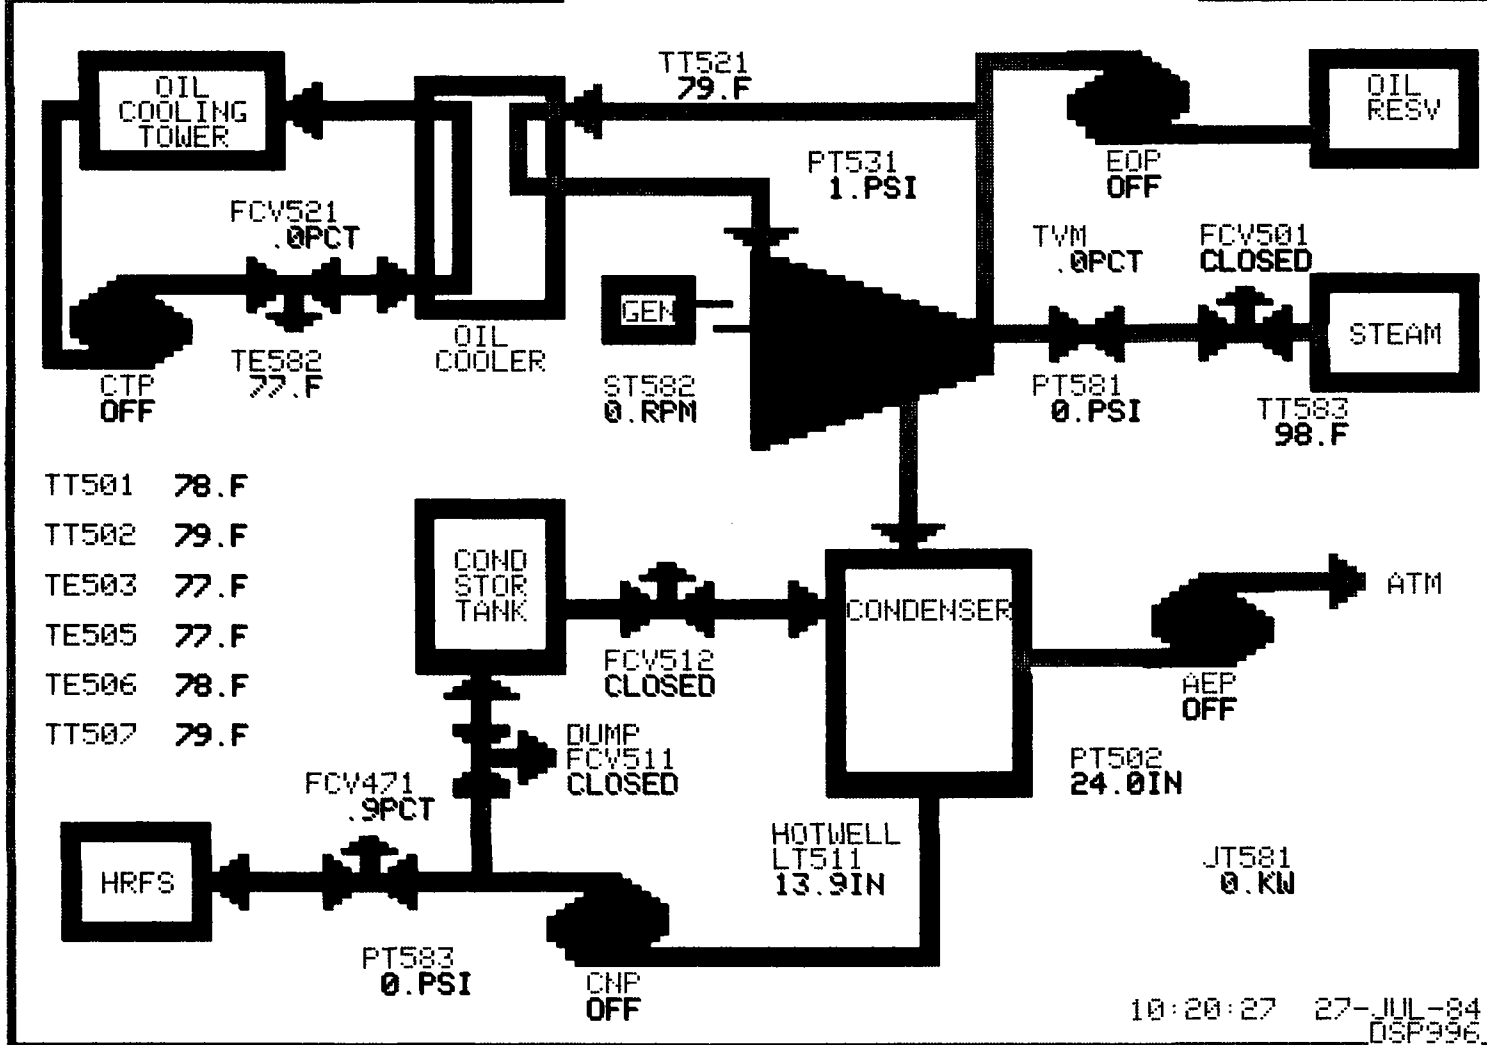 OIL
COOLING
TOWER
TT521
79.F
OIL
RESV
PT531
1.PSI
EOP
OFF
FCV521
.0PCT
TVM
.0PCT
FCV501
CLOSED
GEN
STEAM
OIL
COOLER
TE582
77.F
CTP
OFF
ST582
0.RPM
PT581
0.PSI
TT583
98.F
TT501 78.F
TT502 79.F
TE503 77.F
TE505 77.F
TE506 78.F
TT507 79.F
COND
STOR
TANK
CONDENSER
ATM
FCV512
CLOSED
AEP
OFF
DUMP
FCV511
CLOSED
PT502
24.0IN
FCV471
.9PCT
HOTWELL
LT511
13.9IN
JT581
0.KW
HRFS
PT583
0.PSI
CNP
OFF
10:20:27 27-JUL-84
DSP996